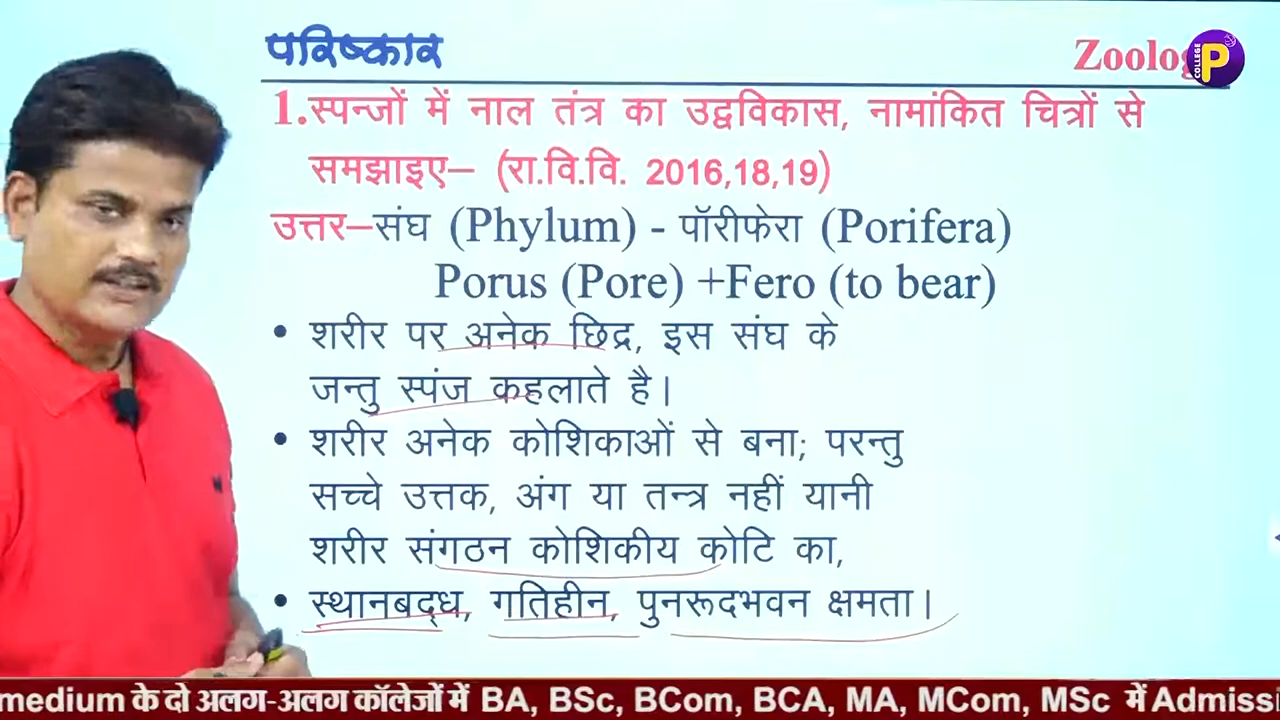 परिष्कार
Zoolog
COLLEGE P
1.स्पन्जों में नाल तंत्र का उद्वविकास, नामांकित चित्रों से
समझाइए– (रा.वि.वि. 2016,18,19)
उत्तर–संघ (Phylum) - पॉरीफेरा (Porifera)
Porus (Pore) +Fero (to bear)
• शरीर पर अनेक छिद्र, इस संघ के
जन्तु स्पंज कहलाते है।
• शरीर अनेक कोशिकाओं से बना; परन्तु
सच्चे उत्तक, अंग या तन्त्र नहीं यानी
शरीर संगठन कोशिकीय कोटि का,
• स्थानबद्ध, गतिहीन, पुनरूदभवन क्षमता।
medium के दो अलग-अलग कॉलेजों में BA, BSc, BCom, BCA, MA, MCom, MSc में Admissi